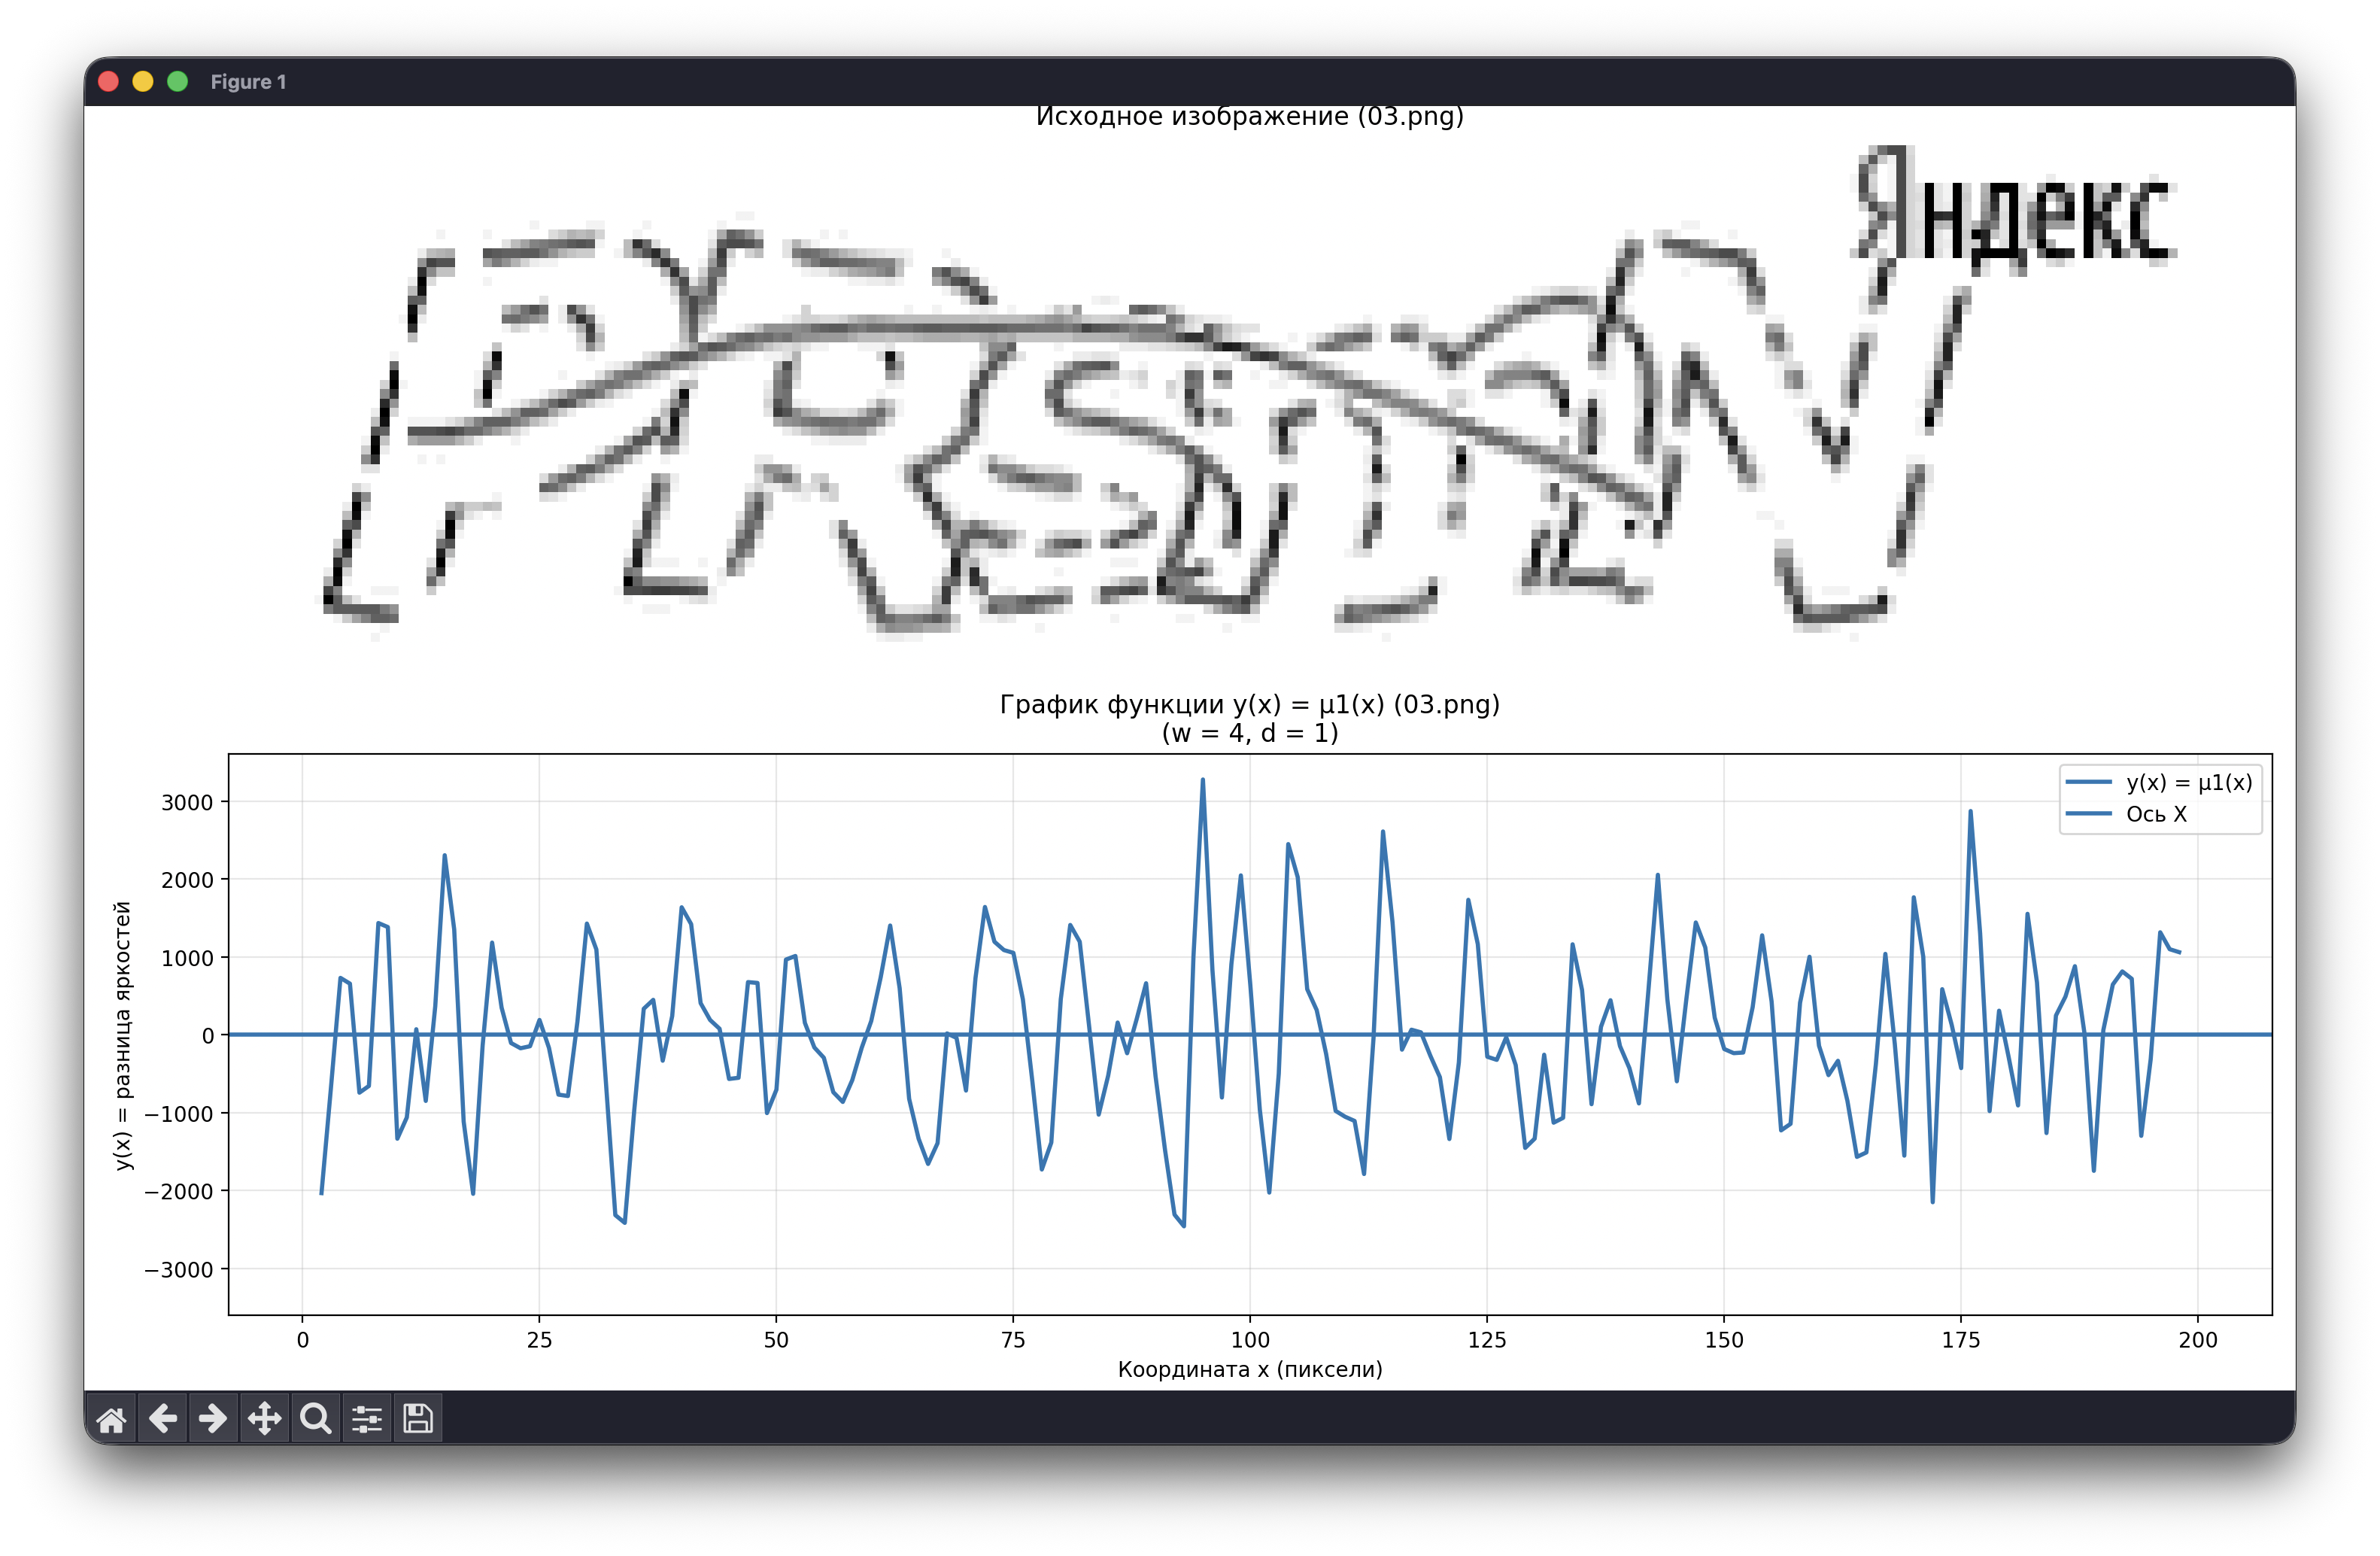 Figure 1
Исходное изображение (03.png)
Яндекс
График функции y(x) = μ1(x) (03.png)
(w = 4, d = 1)
y(x) = μ1(x)
Ось X
y(x) = разница яркостей
3000
2000
1000
0
−1000
−2000
−3000
0 25 50 75 100 125 150 175 200
Координата x (пиксели)